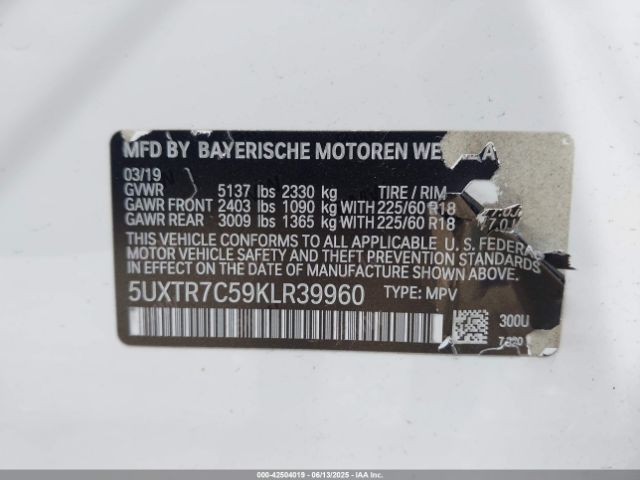 MFD BY BAYERISCHE MOTOREN WE A
03/19
GVWR 5137 lbs 2330 kg TIRE / RIM
GAWR FRONT 2403 lbs 1090 kg WITH 225/60 R18
GAWR REAR 3009 lbs 1365 kg WITH 225/60 R18
THIS VEHICLE CONFORMS TO ALL APPLICABLE U. S. FEDERA
MOTOR VEHICLE SAFETY AND THEFT PREVENTION STANDARDS
IN EFFECT ON THE DATE OF MANUFACTURE SHOWN ABOVE.
5UXTR7C59KLR39960 TYPE: MPV
300U
000-42504019 - 06/13/2025 - IAA Inc.